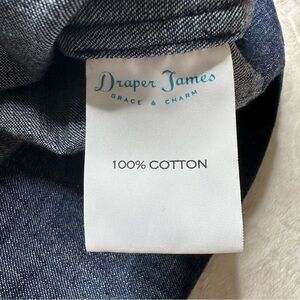 Draper James
GRACE & CHARM
100% COTTON